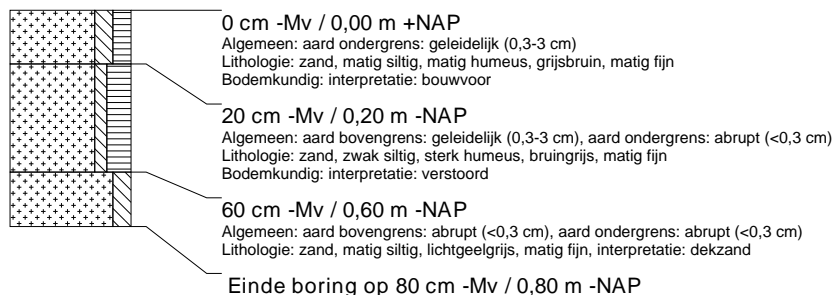 0 cm -Mv / 0,00 m +NAP
Algemeen: aard ondergrens: geleidelijk (0,3-3 cm)
Lithologie: zand, matig siltig, matig humeus, grijsbruin, matig fijn
Bodemkundig: interpretatie: bouwvoor
20 cm -Mv / 0,20 m -NAP
Algemeen: aard bovengrens: geleidelijk (0,3-3 cm), aard ondergrens: abrupt (<0,3 cm)
Lithologie: zand, zwak siltig, sterk humeus, bruingrijs, matig fijn
Bodemkundig: interpretatie: verstoord
60 cm -Mv / 0,60 m -NAP
Algemeen: aard bovengrens: abrupt (<0,3 cm), aard ondergrens: abrupt (<0,3 cm)
Lithologie: zand, matig siltig, lichtgeelgrijs, matig fijn, interpretatie: dekzand
Einde boring op 80 cm -Mv / 0,80 m -NAP